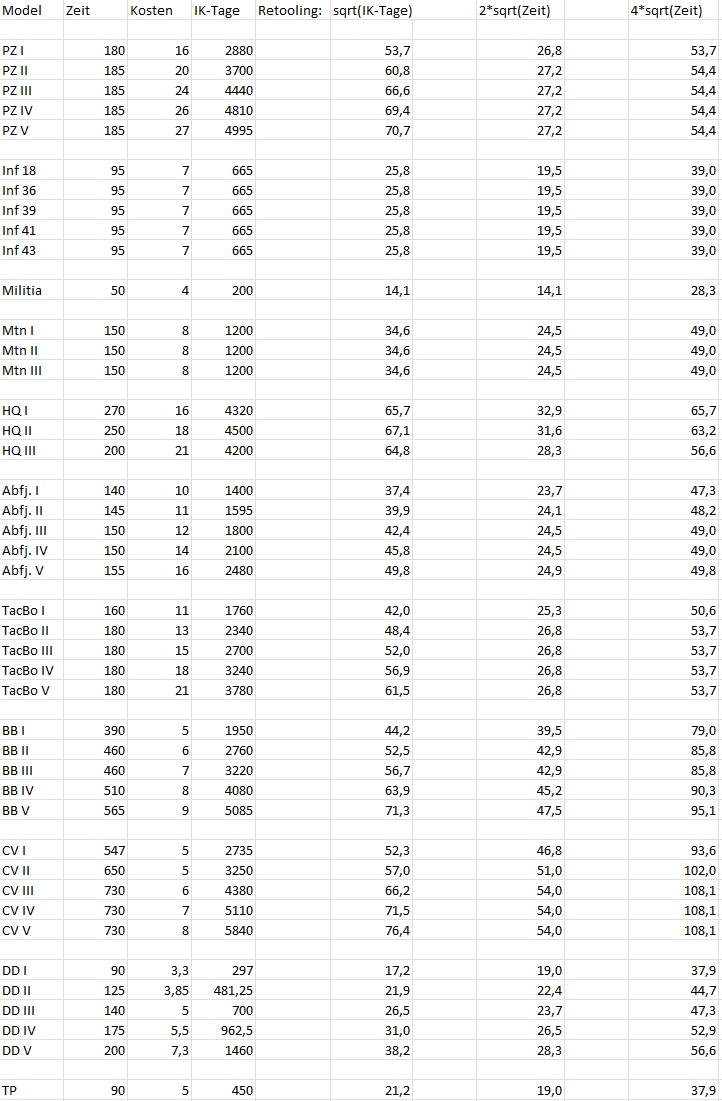 Model Zeit Kosten IK-Tage Retooling: sqrt(IK-Tage) 2*sqrt(Zeit) 4*sqrt(Zeit)
PZ I 180 16 2880 53,7 26,8 53,7
PZ II 185 20 3700 60,8 27,2 54,4
PZ III 185 24 4440 66,6 27,2 54,4
PZ IV 185 26 4810 69,4 27,2 54,4
PZ V 185 27 4995 70,7 27,2 54,4
Inf 18 95 7 665 25,8 19,5 39,0
Inf 36 95 7 665 25,8 19,5 39,0
Inf 39 95 7 665 25,8 19,5 39,0
Inf 41 95 7 665 25,8 19,5 39,0
Inf 43 95 7 665 25,8 19,5 39,0
Militia 50 4 200 14,1 14,1 28,3
Mtn I 150 8 1200 34,6 24,5 49,0
Mtn II 150 8 1200 34,6 24,5 49,0
Mtn III 150 8 1200 34,6 24,5 49,0
HQ I 270 16 4320 65,7 32,9 65,7
HQ II 250 18 4500 67,1 31,6 63,2
HQ III 200 21 4200 64,8 28,3 56,6
Abfj. I 140 10 1400 37,4 23,7 47,3
Abfj. II 145 11 1595 39,9 24,1 48,2
Abfj. III 150 12 1800 42,4 24,5 49,0
Abfj. IV 150 14 2100 45,8 24,5 49,0
Abfj. V 155 16 2480 49,8 24,9 49,8
TacBo I 160 11 1760 42,0 25,3 50,6
TacBo II 180 13 2340 48,4 26,8 53,7
TacBo III 180 15 2700 52,0 26,8 53,7
TacBo IV 180 18 3240 56,9 26,8 53,7
TacBo V 180 21 3780 61,5 26,8 53,7
BB I 390 5 1950 44,2 39,5 79,0
BB II 460 6 2760 52,5 42,9 85,8
BB III 460 7 3220 56,7 42,9 85,8
BB IV 510 8 4080 63,9 45,2 90,3
BB V 565 9 5085 71,3 47,5 95,1
CV I 547 5 2735 52,3 46,8 93,6
CV II 650 5 3250 57,0 51,0 102,0
CV III 730 6 4380 66,2 54,0 108,1
CV IV 730 7 5110 71,5 54,0 108,1
CV V 730 8 5840 76,4 54,0 108,1
DD I 90 3,3 297 17,2 19,0 37,9
DD II 125 3,85 481,25 21,9 22,4 44,7
DD III 140 5 700 26,5 23,7 47,3
DD IV 175 5,5 962,5 31,0 26,5 52,9
DD V 200 7,3 1460 38,2 28,3 56,6
TP 90 5 450 21,2 19,0 37,9